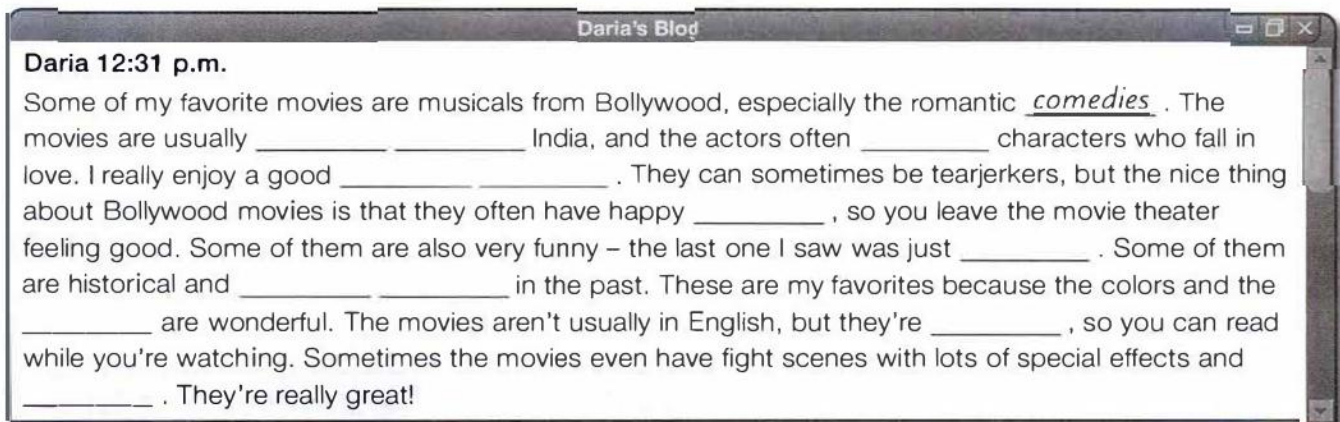 Daria's Blog
Daria 12:31 p.m.
Some of my favorite movies are musicals from Bollywood, especially the romantic comedies . The
movies are usually ________ ________ India, and the actors often ________ characters who fall in
love. I really enjoy a good ________ ________ . They can sometimes be tearjerkers, but the nice thing
about Bollywood movies is that they often have happy ________ , so you leave the movie theater
feeling good. Some of them are also very funny – the last one I saw was just ________ . Some of them
are historical and ________ ________ in the past. These are my favorites because the colors and the
________ are wonderful. The movies aren't usually in English, but they're ________ , so you can read
while you're watching. Sometimes the movies even have fight scenes with lots of special effects and
________ . They're really great!